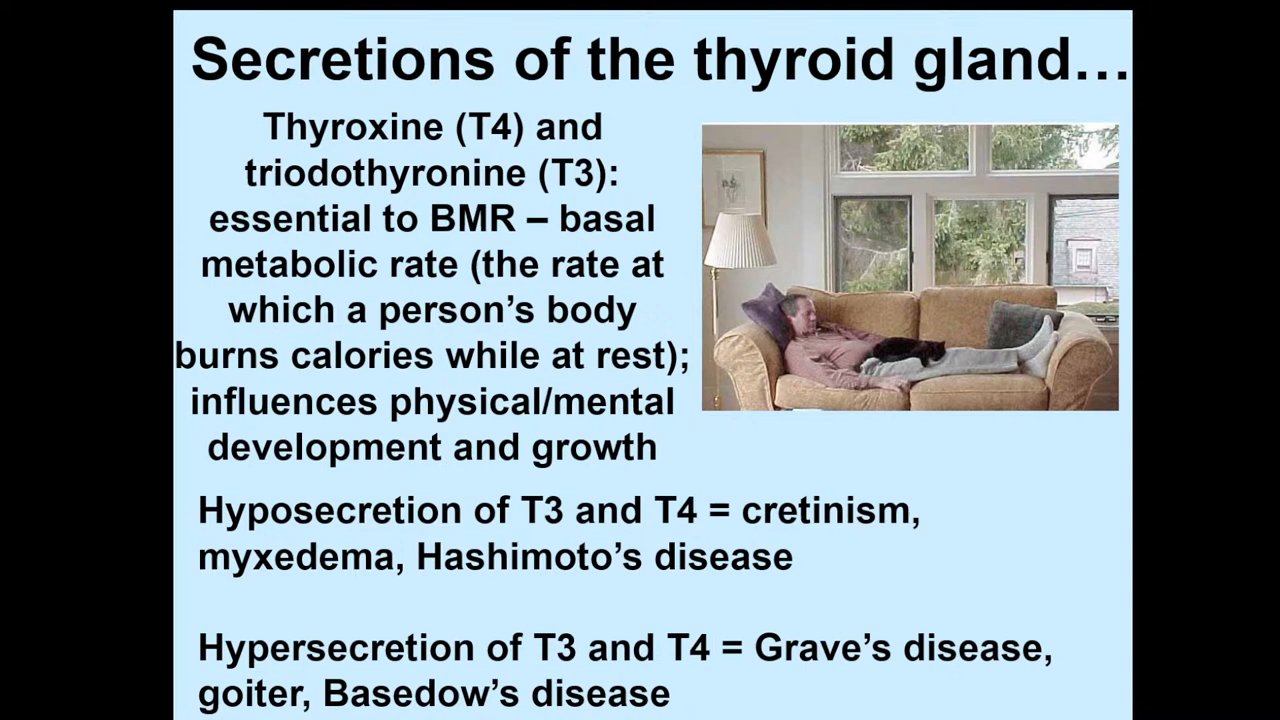 Secretions of the thyroid gland…
Thyroxine (T4) and
triodothyronine (T3):
essential to BMR – basal
metabolic rate (the rate at
which a person’s body
burns calories while at rest);
influences physical/mental
development and growth
Hyposecretion of T3 and T4 = cretinism,
myxedema, Hashimoto’s disease
Hypersecretion of T3 and T4 = Grave’s disease,
goiter, Basedow’s disease